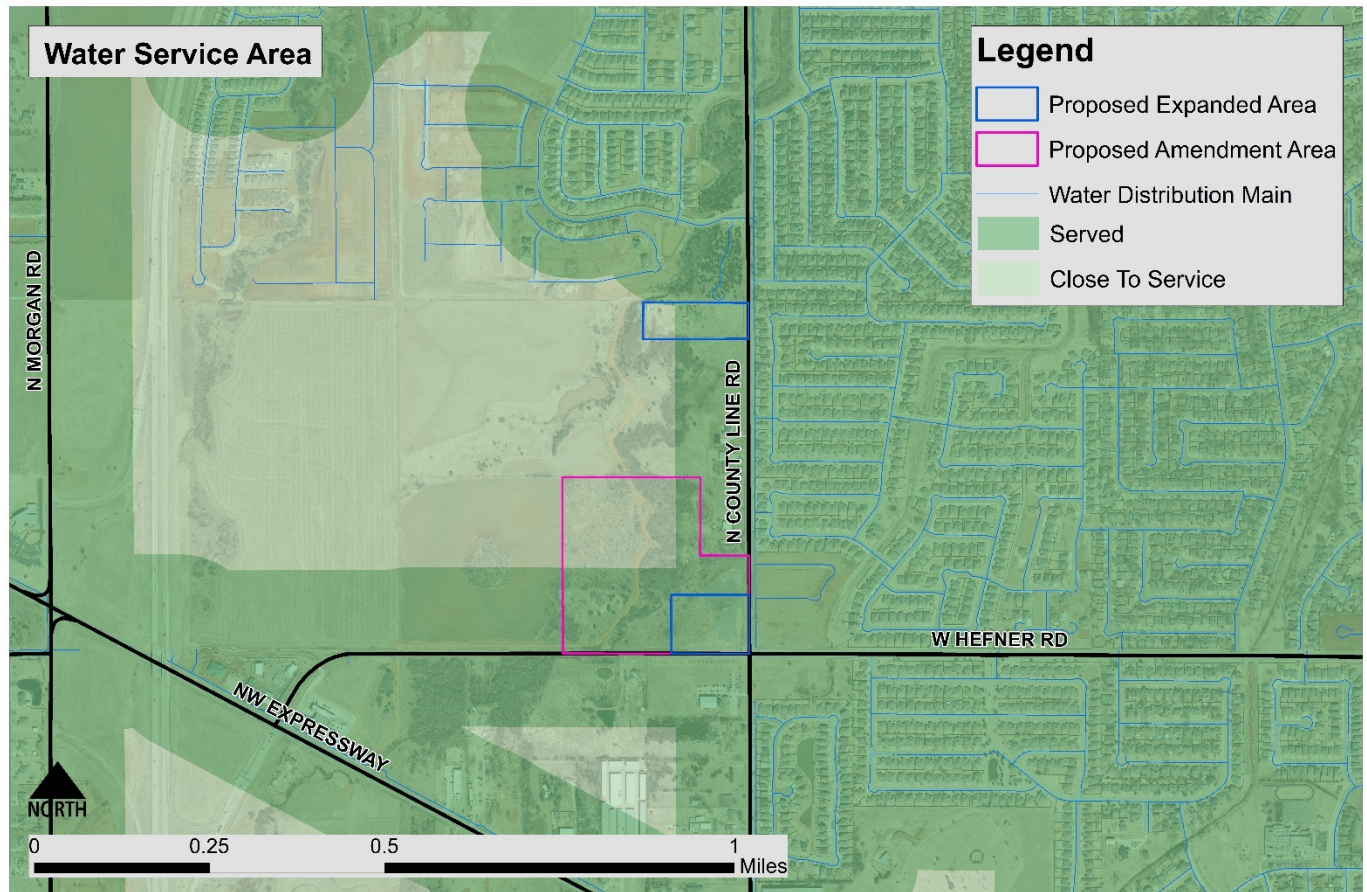 Water Service Area
Legend
Proposed Expanded Area
Proposed Amendment Area
Water Distribution Main
Served
Close To Service
N MORGAN RD
N COUNTY LINE RD
W HEFNER RD
NW EXPRESSWAY
NORTH
0 0.25 0.5 1
Miles